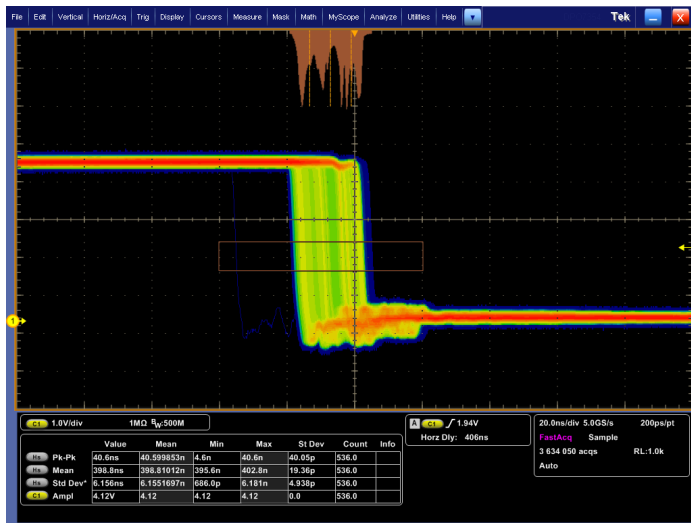 File Edit Vertical Horiz/Acq Trig Display Cursors Measure Mask Math MyScope Analyze Utilities Help Tek X
1
C1 1.0V/div 1MΩ BW:500M
A C1 1.94V
Horz Dly: 406ns
20.0ns/div 5.0GS/s 200ps/pt
FastAcq Sample
3 634 050 acqs RL:1.0k
Auto
Value Mean Min Max St Dev Count Info
Hs Pk-Pk 40.6ns 40.599853n 4.6n 40.6n 40.05p 536.0
Hs Mean 398.8ns 398.81012n 395.6n 402.8n 19.36p 536.0
Hs Std Dev* 6.156ns 6.1551697n 686.0p 6.181n 4.938p 536.0
C1 Ampl 4.12V 4.12 4.12 4.12 0.0 536.0